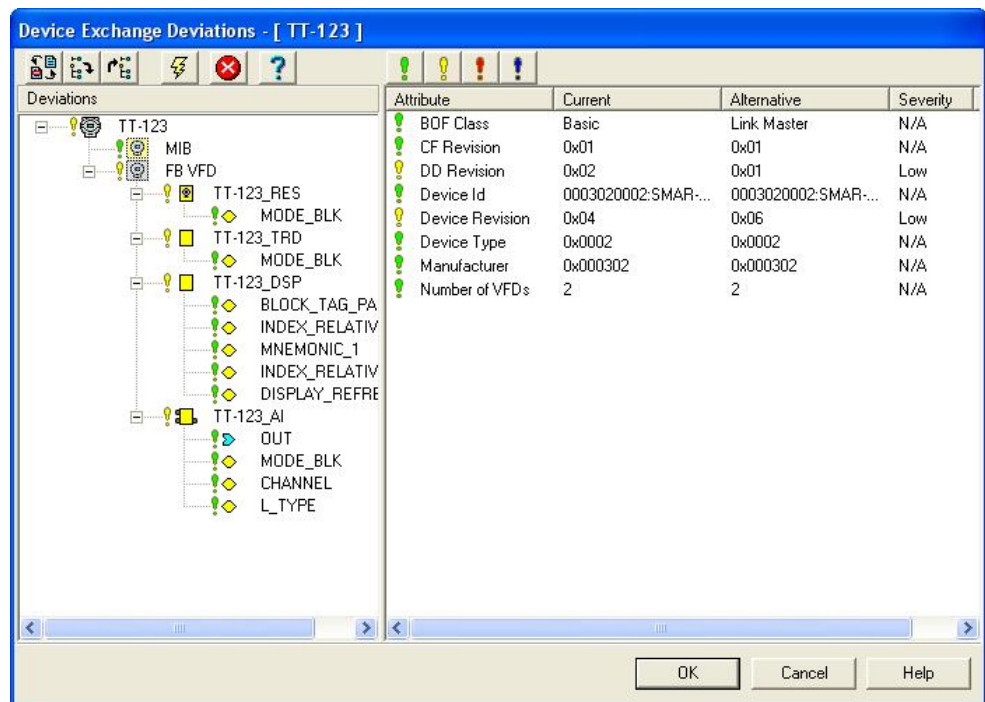 Device Exchange Deviations - [ TT-123 ]
Deviations
TT-123
MIB
FB VFD
TT-123_RES
MODE_BLK
TT-123_TRD
MODE_BLK
TT-123_DSP
BLOCK_TAG_PA
INDEX_RELATIV
MNEMONIC_1
INDEX_RELATIV
DISPLAY_REFRE
TT-123_AI
OUT
MODE_BLK
CHANNEL
L_TYPE
Attribute Current Alternative Severity
BOF Class Basic Link Master N/A
CF Revision 0x01 0x01 N/A
DD Revision 0x02 0x01 Low
Device Id 0003020002:SMAR-... 0003020002:SMAR-... N/A
Device Revision 0x04 0x06 Low
Device Type 0x0002 0x0002 N/A
Manufacturer 0x000302 0x000302 N/A
Number of VFDs 2 2 N/A
OK Cancel Help